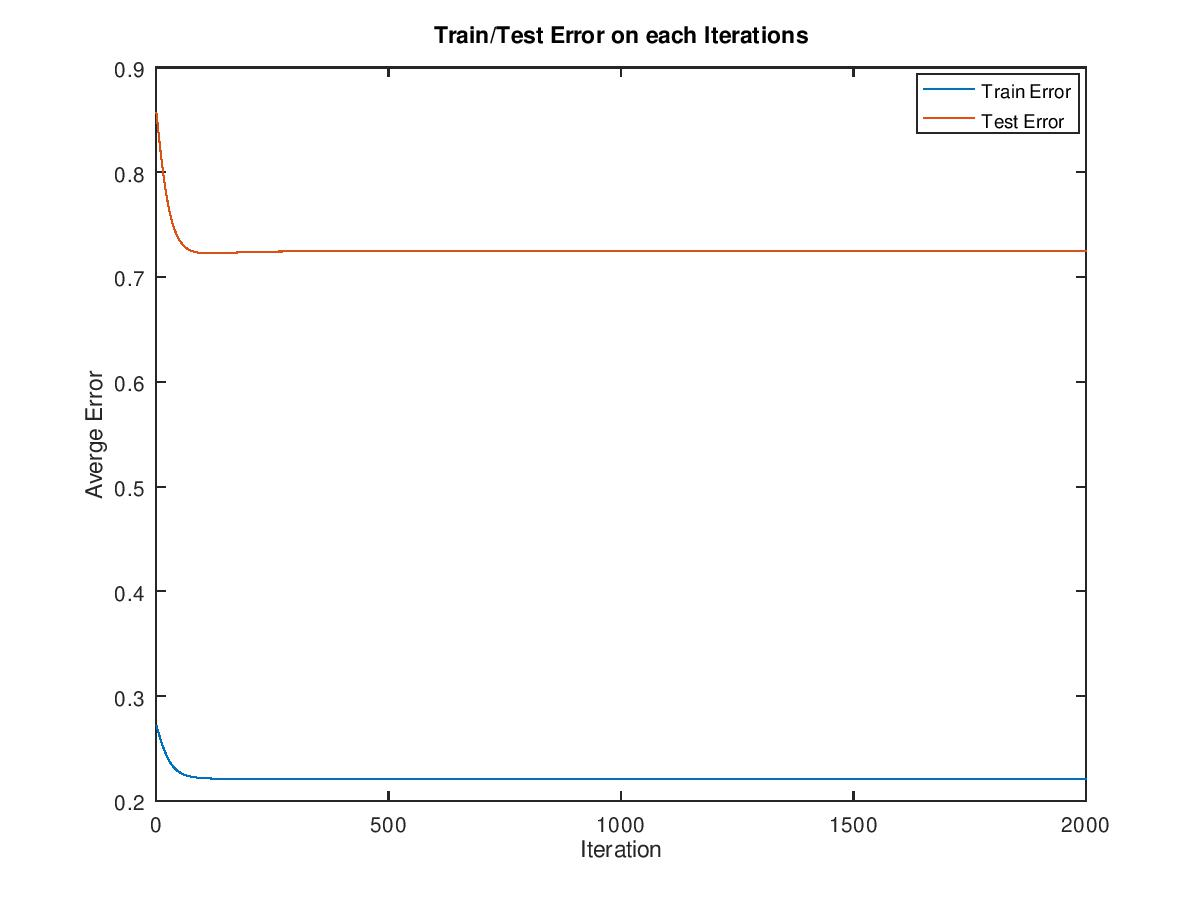 Train/Test Error on each Iterations
Train Error
Test Error
0.9
0.8
0.7
0.6
0.5
0.4
0.3
0.2
Averge Error
0 500 1000 1500 2000
Iteration